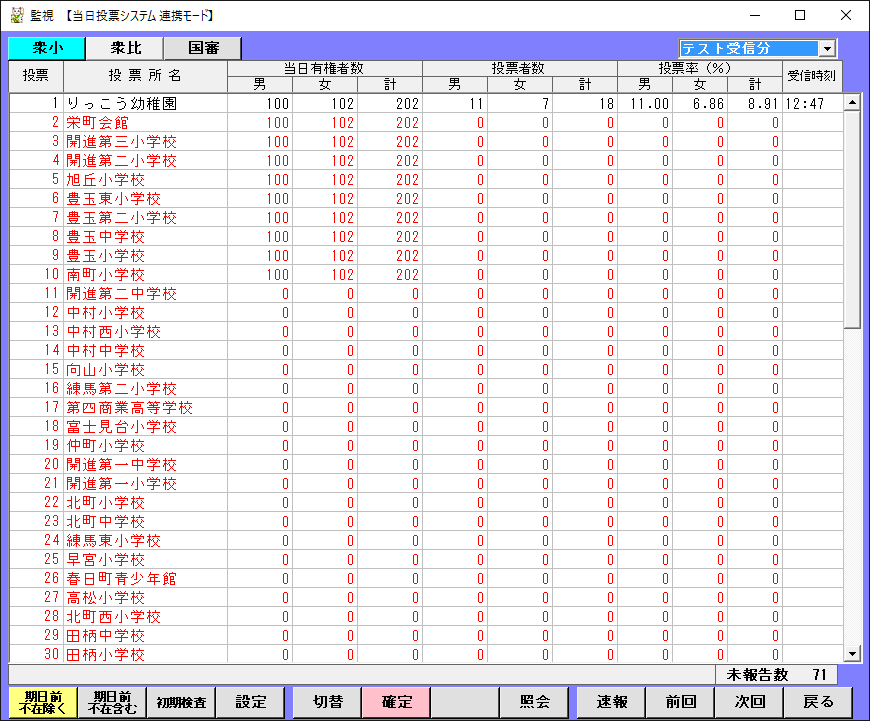 監視 【当日投票システム 連携モード】
衆小 衆比 国審 テスト受信分
投票 投 票 所 名 当日有権者数 投票者数 投票率 (%) 受信時刻
男 女 計 男 女 計 男 女 計
1 りっこう幼稚園 100 102 202 11 7 18 11.00 6.86 8.91 12:47
2 栄町会館 100 102 202 0 0 0 0 0 0
3 開進第三小学校 100 102 202 0 0 0 0 0 0
4 開進第二小学校 100 102 202 0 0 0 0 0 0
5 旭丘小学校 100 102 202 0 0 0 0 0 0
6 豊玉東小学校 100 102 202 0 0 0 0 0 0
7 豊玉第二小学校 100 102 202 0 0 0 0 0 0
8 豊玉中学校 100 102 202 0 0 0 0 0 0
9 豊玉小学校 100 102 202 0 0 0 0 0 0
10 南町小学校 100 102 202 0 0 0 0 0 0
11 開進第二中学校 0 0 0 0 0 0 0 0 0
12 中村小学校 0 0 0 0 0 0 0 0 0
13 中村西小学校 0 0 0 0 0 0 0 0 0
14 中村中学校 0 0 0 0 0 0 0 0 0
15 向山小学校 0 0 0 0 0 0 0 0 0
16 練馬第二小学校 0 0 0 0 0 0 0 0 0
17 第四商業高等学校 0 0 0 0 0 0 0 0 0
18 富士見台小学校 0 0 0 0 0 0 0 0 0
19 仲町小学校 0 0 0 0 0 0 0 0 0
20 開進第一中学校 0 0 0 0 0 0 0 0 0
21 開進第一小学校 0 0 0 0 0 0 0 0 0
22 北町小学校 0 0 0 0 0 0 0 0 0
23 北町中学校 0 0 0 0 0 0 0 0 0
24 練馬東小学校 0 0 0 0 0 0 0 0 0
25 早宮小学校 0 0 0 0 0 0 0 0 0
26 春日町青少年館 0 0 0 0 0 0 0 0 0
27 高松小学校 0 0 0 0 0 0 0 0 0
28 北町西小学校 0 0 0 0 0 0 0 0 0
29 田柄中学校 0 0 0 0 0 0 0 0 0
30 田柄小学校 0 0 0 0 0 0 0 0 0
未報告数 71
期日前 不在除く 期日前 不在含む 初期検査 設定 切替 確定 照会 速報 前回 次回 戻る